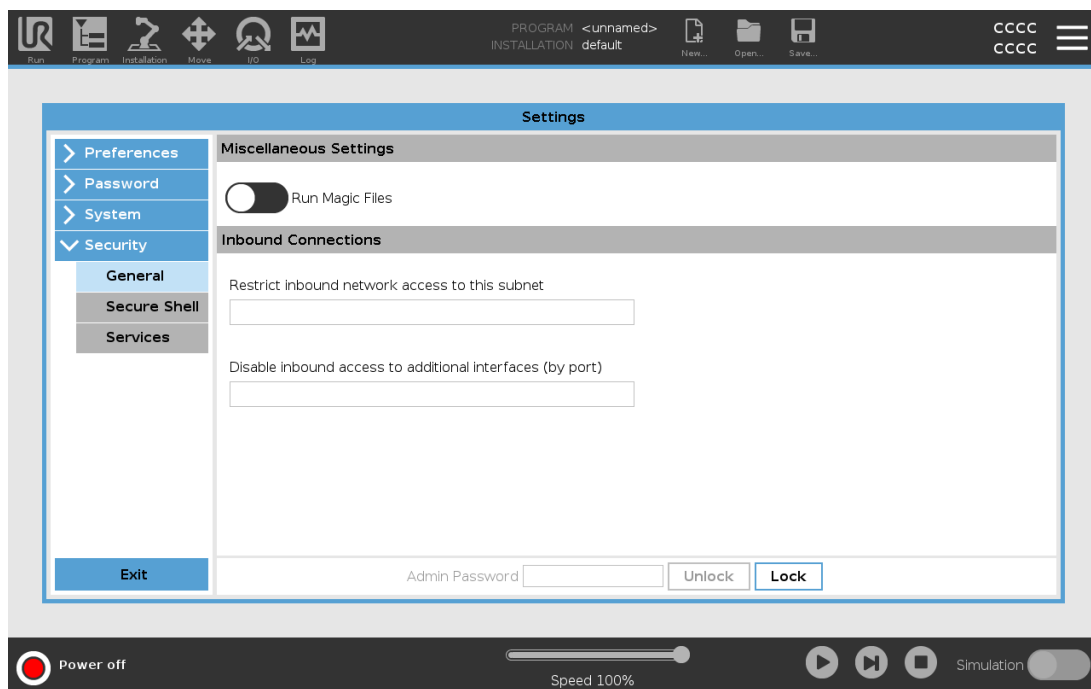 PROGRAM <unnamed>
INSTALLATION default
CCCC
CCCC
Run Program Installation Move I/O Log New... Open... Save...
Settings
Preferences
Password
System
Security
General
Secure Shell
Services
Exit
Miscellaneous Settings
Run Magic Files
Inbound Connections
Restrict inbound network access to this subnet
Disable inbound access to additional interfaces (by port)
Admin Password Unlock Lock
Power off
Speed 100%
Simulation